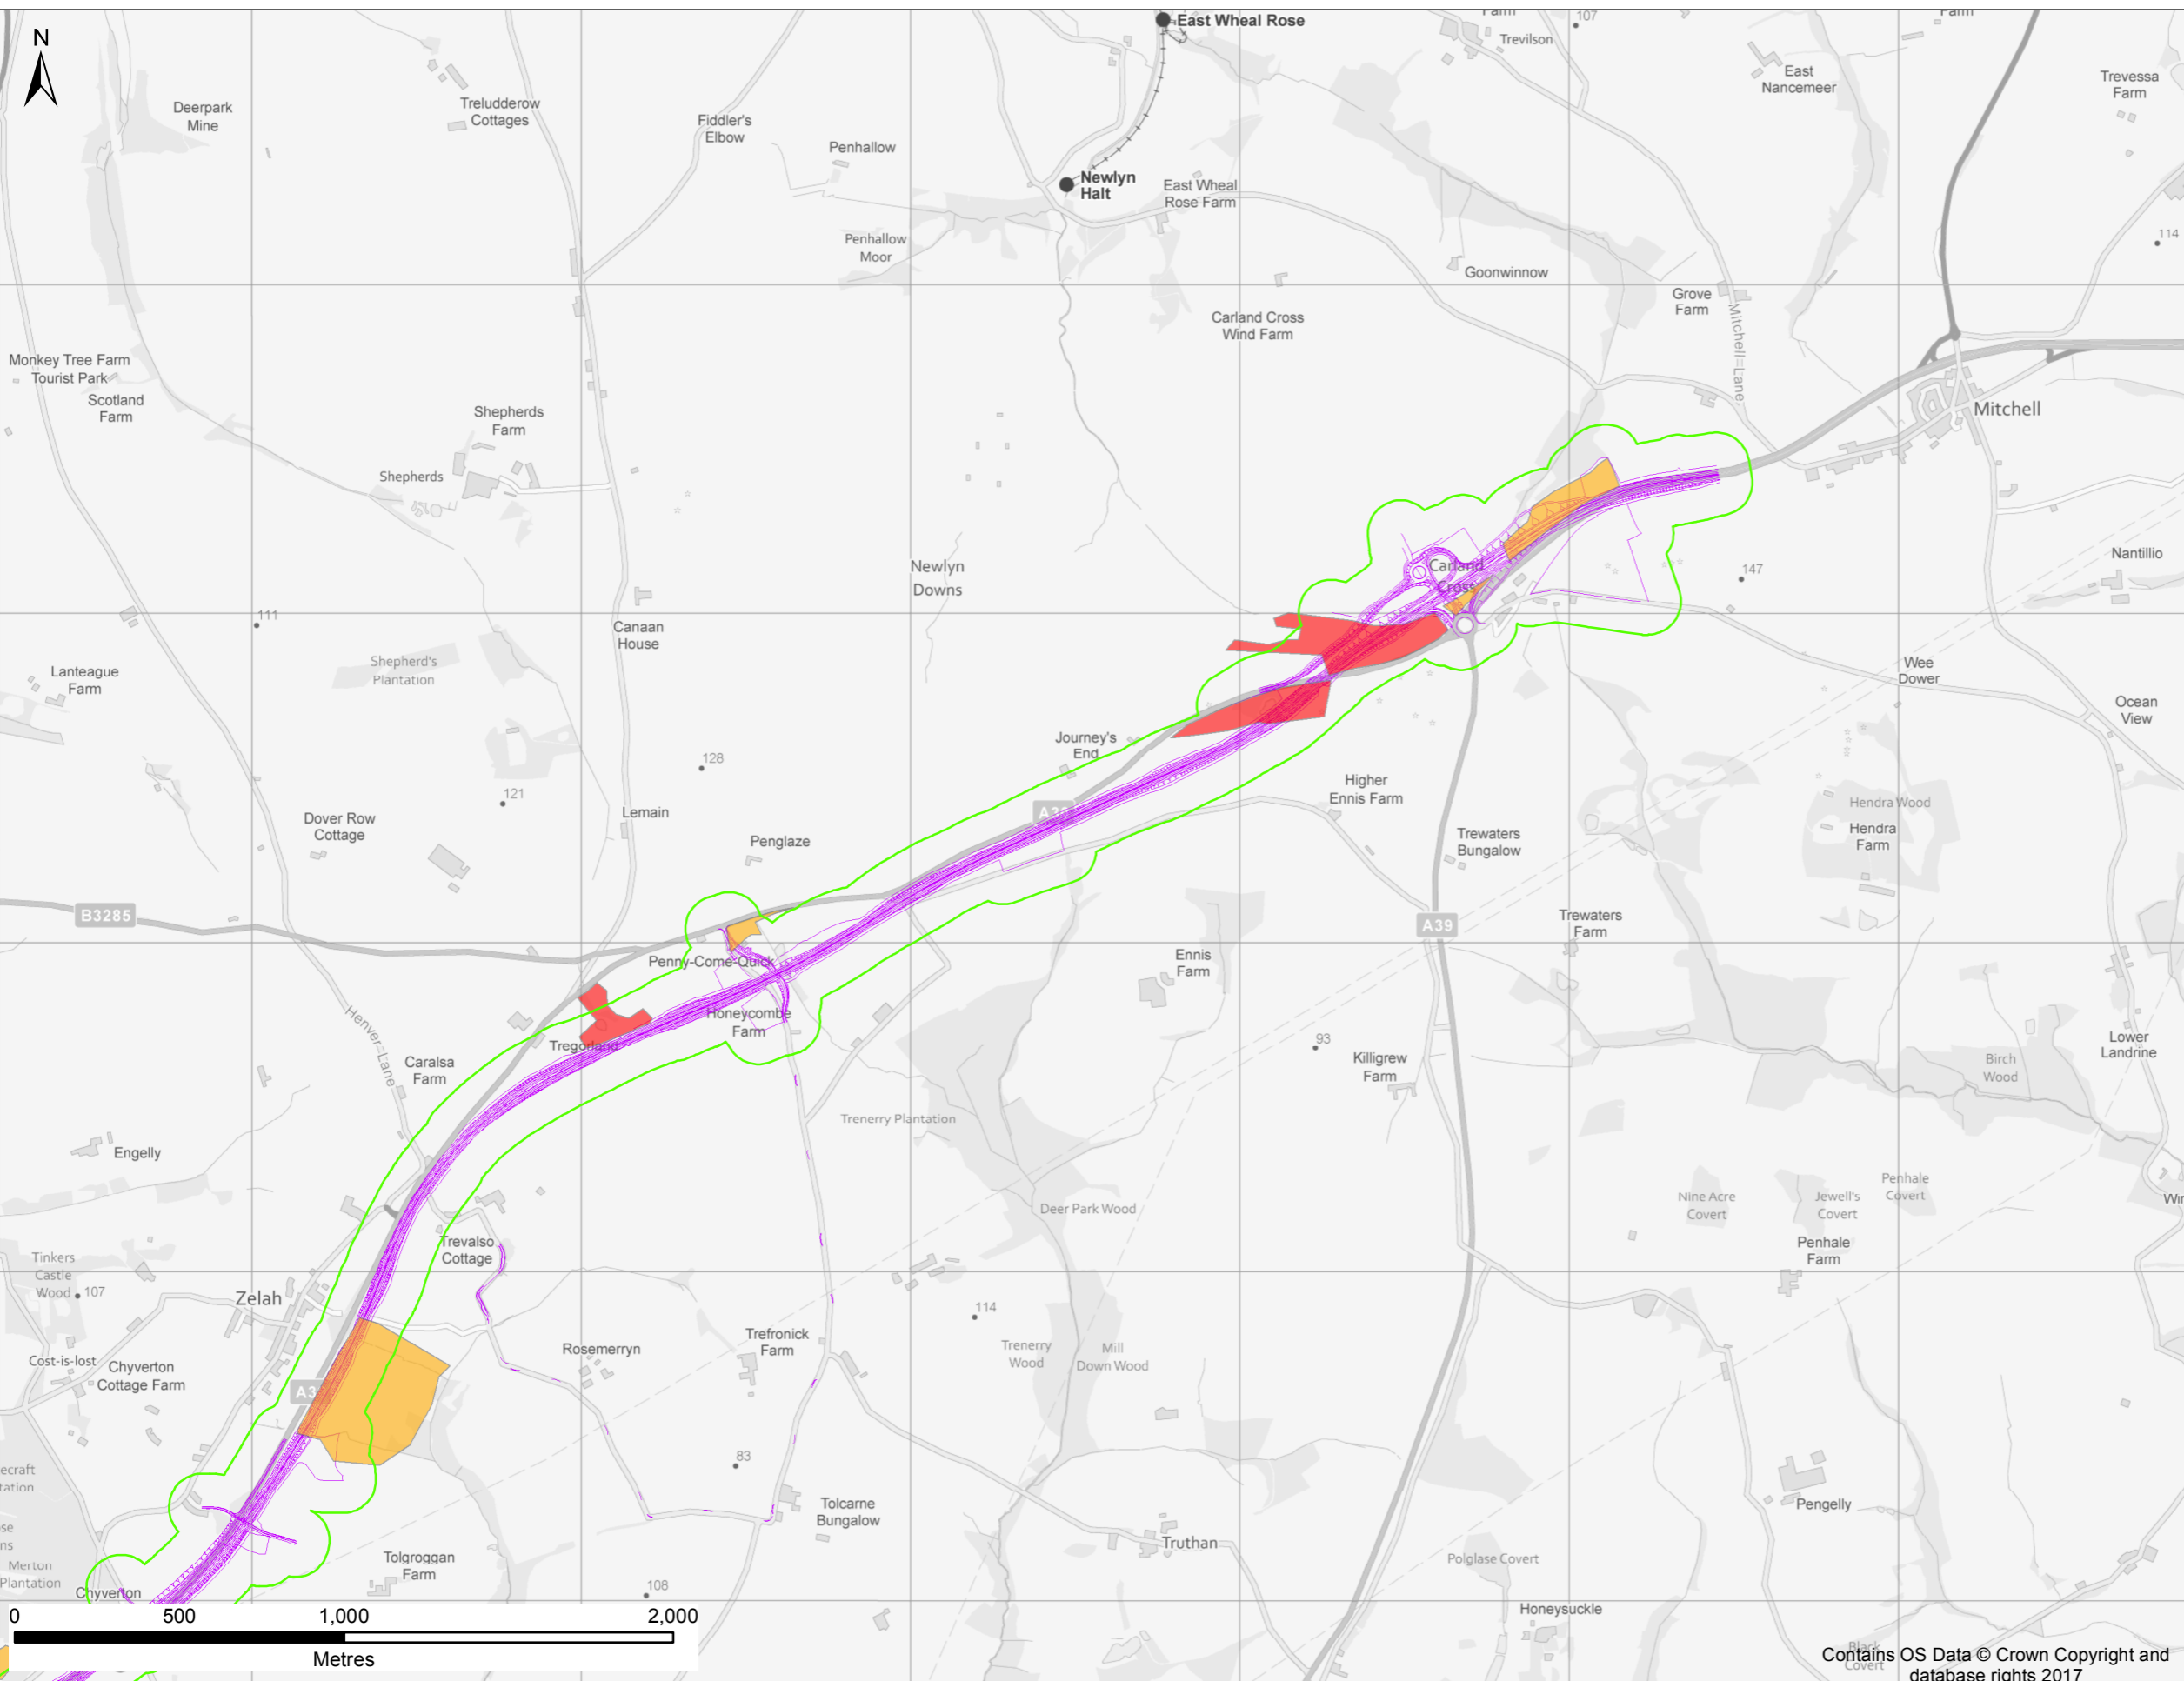 N
East Wheal Rose
107
Trevilson
East
Nancemeer
Trevessa
Farm
Deerpark
Mine
Treludderow
Cottages
Fiddler's
Elbow
Penhallow
Newlyn
Halt
East Wheal
Rose Farm
Penhallow
Moor
114
Goonwinnow
Grove
Farm
Mitchell Lane
Carland Cross
Wind Farm
Monkey Tree Farm
Tourist Park
Scotland
Farm
Shepherds
Farm
Mitchell
Shepherds
Newlyn
Downs
Carland
Cross
147
Nantillio
111
Canaan
House
Shepherd's
Plantation
Lanteague
Farm
Wee
Dower
Ocean
View
Journey's
End
128
121
Higher
Ennis Farm
Hendra Wood
Hendra
Farm
Lemain
Dover Row
Cottage
Penglaze
Trewaters
Bungalow
B3285
A39
Trewaters
Farm
Penny-Come-Quick
Ennis
Farm
Honeycombe
Farm
Henver Lane
Tregorland
93
Killigrew
Farm
Lower
Landrine
Birch
Wood
Caralsa
Farm
Trenerry Plantation
Engelly
Deer Park Wood
Nine Acre
Covert
Jewell's
Covert
Penhale
Covert
Penhale
Farm
Trevalso
Cottage
Tinkers
Castle
Wood
107
Zelah
114
Trefronick
Farm
Rosemerryn
Trenerry
Wood
Mill
Down Wood
Cost-is-lost
Chyverton
Cottage Farm
A3
83
Tolcarne
Bungalow
Pengelly
Truthan
Merton
Plantation
Tolgroggan
Farm
Polglase Covert
Chyverton
108
Honeysuckle
0 500 1,000 2,000
Metres
Black
Covert
Contains OS Data © Crown Copyright and
database rights 2017